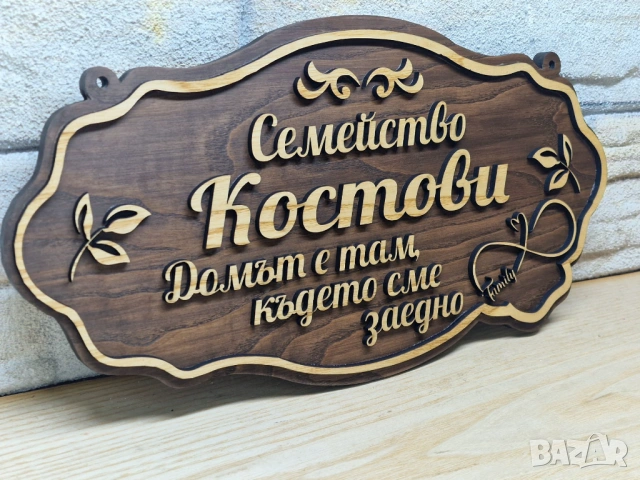 Семейство
Костови
Домът е там,
където сме
заедно
family
BAZAR